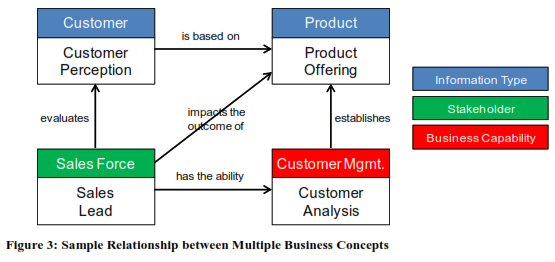 Customer
Customer
Perception
is based on
Product
Product
Offering
Information Type
Stakeholder
Business Capability
evaluates
impacts the
outcome of
establishes
Sales Force
Sales
Lead
has the ability
Customer Mgmt.
Customer
Analysis
Figure 3: Sample Relationship between Multiple Business Concepts